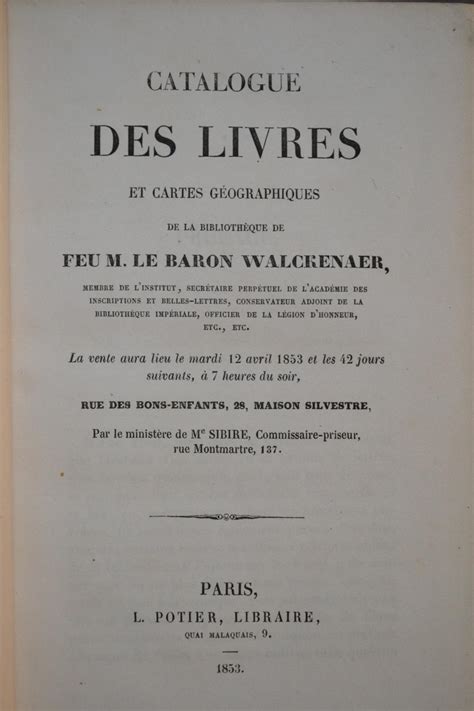 CATALOGUE
DES LIVRES
ET CARTES GÉOGRAPHIQUES
DE LA BIBLIOTHÈQUE DE
FEU M. LE BARON WALCKENAER,
MEMBRE DE L'INSTITUT, SECRÉTAIRE PERPÉTUEL DE L'ACADÉMIE DES
INSCRIPTIONS ET BELLES-LETTRES, CONSERVATEUR ADJOINT DE LA
BIBLIOTHÈQUE IMPÉRIALE, OFFICIER DE LA LÉGION D'HONNEUR,
ETC., ETC.
La vente aura lieu le mardi 12 avril 1853 et les 42 jours
suivants, à 7 heures du soir,
RUE DES BONS-ENFANTS, 28, MAISON SILVESTRE,
Par le ministère de Me SIBIRE, Commissaire-priseur,
rue Montmartre, 137.
PARIS,
L. POTIER, LIBRAIRE,
QUAI MALAQUAIS, 9.
1853.